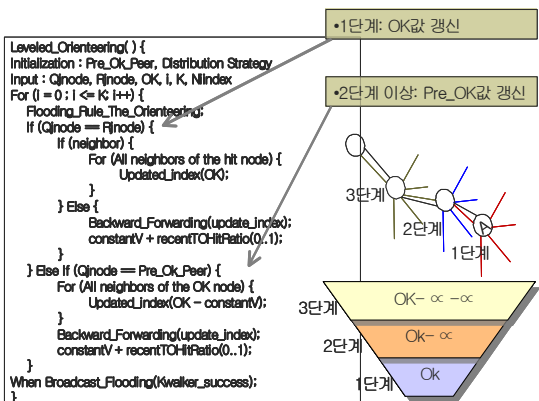 •1단계: OK값 갱신
Leveled_Orienteering( ) {
Initialization : Pre_Ok_Peer, Distribution Strategy
Input : Qinode, Rjnode, OK, i, K, NIindex
For (i = 0 ; i <= K; i++) {
Flooding_Rule_The_Orienteering;
If (Qinode == Rjnode) {
If (neighbor) {
For (All neighbors of the hit node) {
Updated_index(OK);
}
} Else {
Backward_Forwarding(update_index);
constantV + recentTOHitRatio(0..1);
}
} Else If (Qinode == Pre_Ok_Peer) {
For (All neighbors of the OK node) {
Updated_index(OK - constantV);
}
Backward_Forwarding(update_index);
constantV + recentTOHitRatio(0..1);
}
When Broadcast_Flooding(Kwalker_success);
}
•2단계 이상: Pre_OK값 갱신
3단계
2단계
A
1단계
3단계
OK- ∝ -∝
2단계
Ok- ∝
1단계
Ok